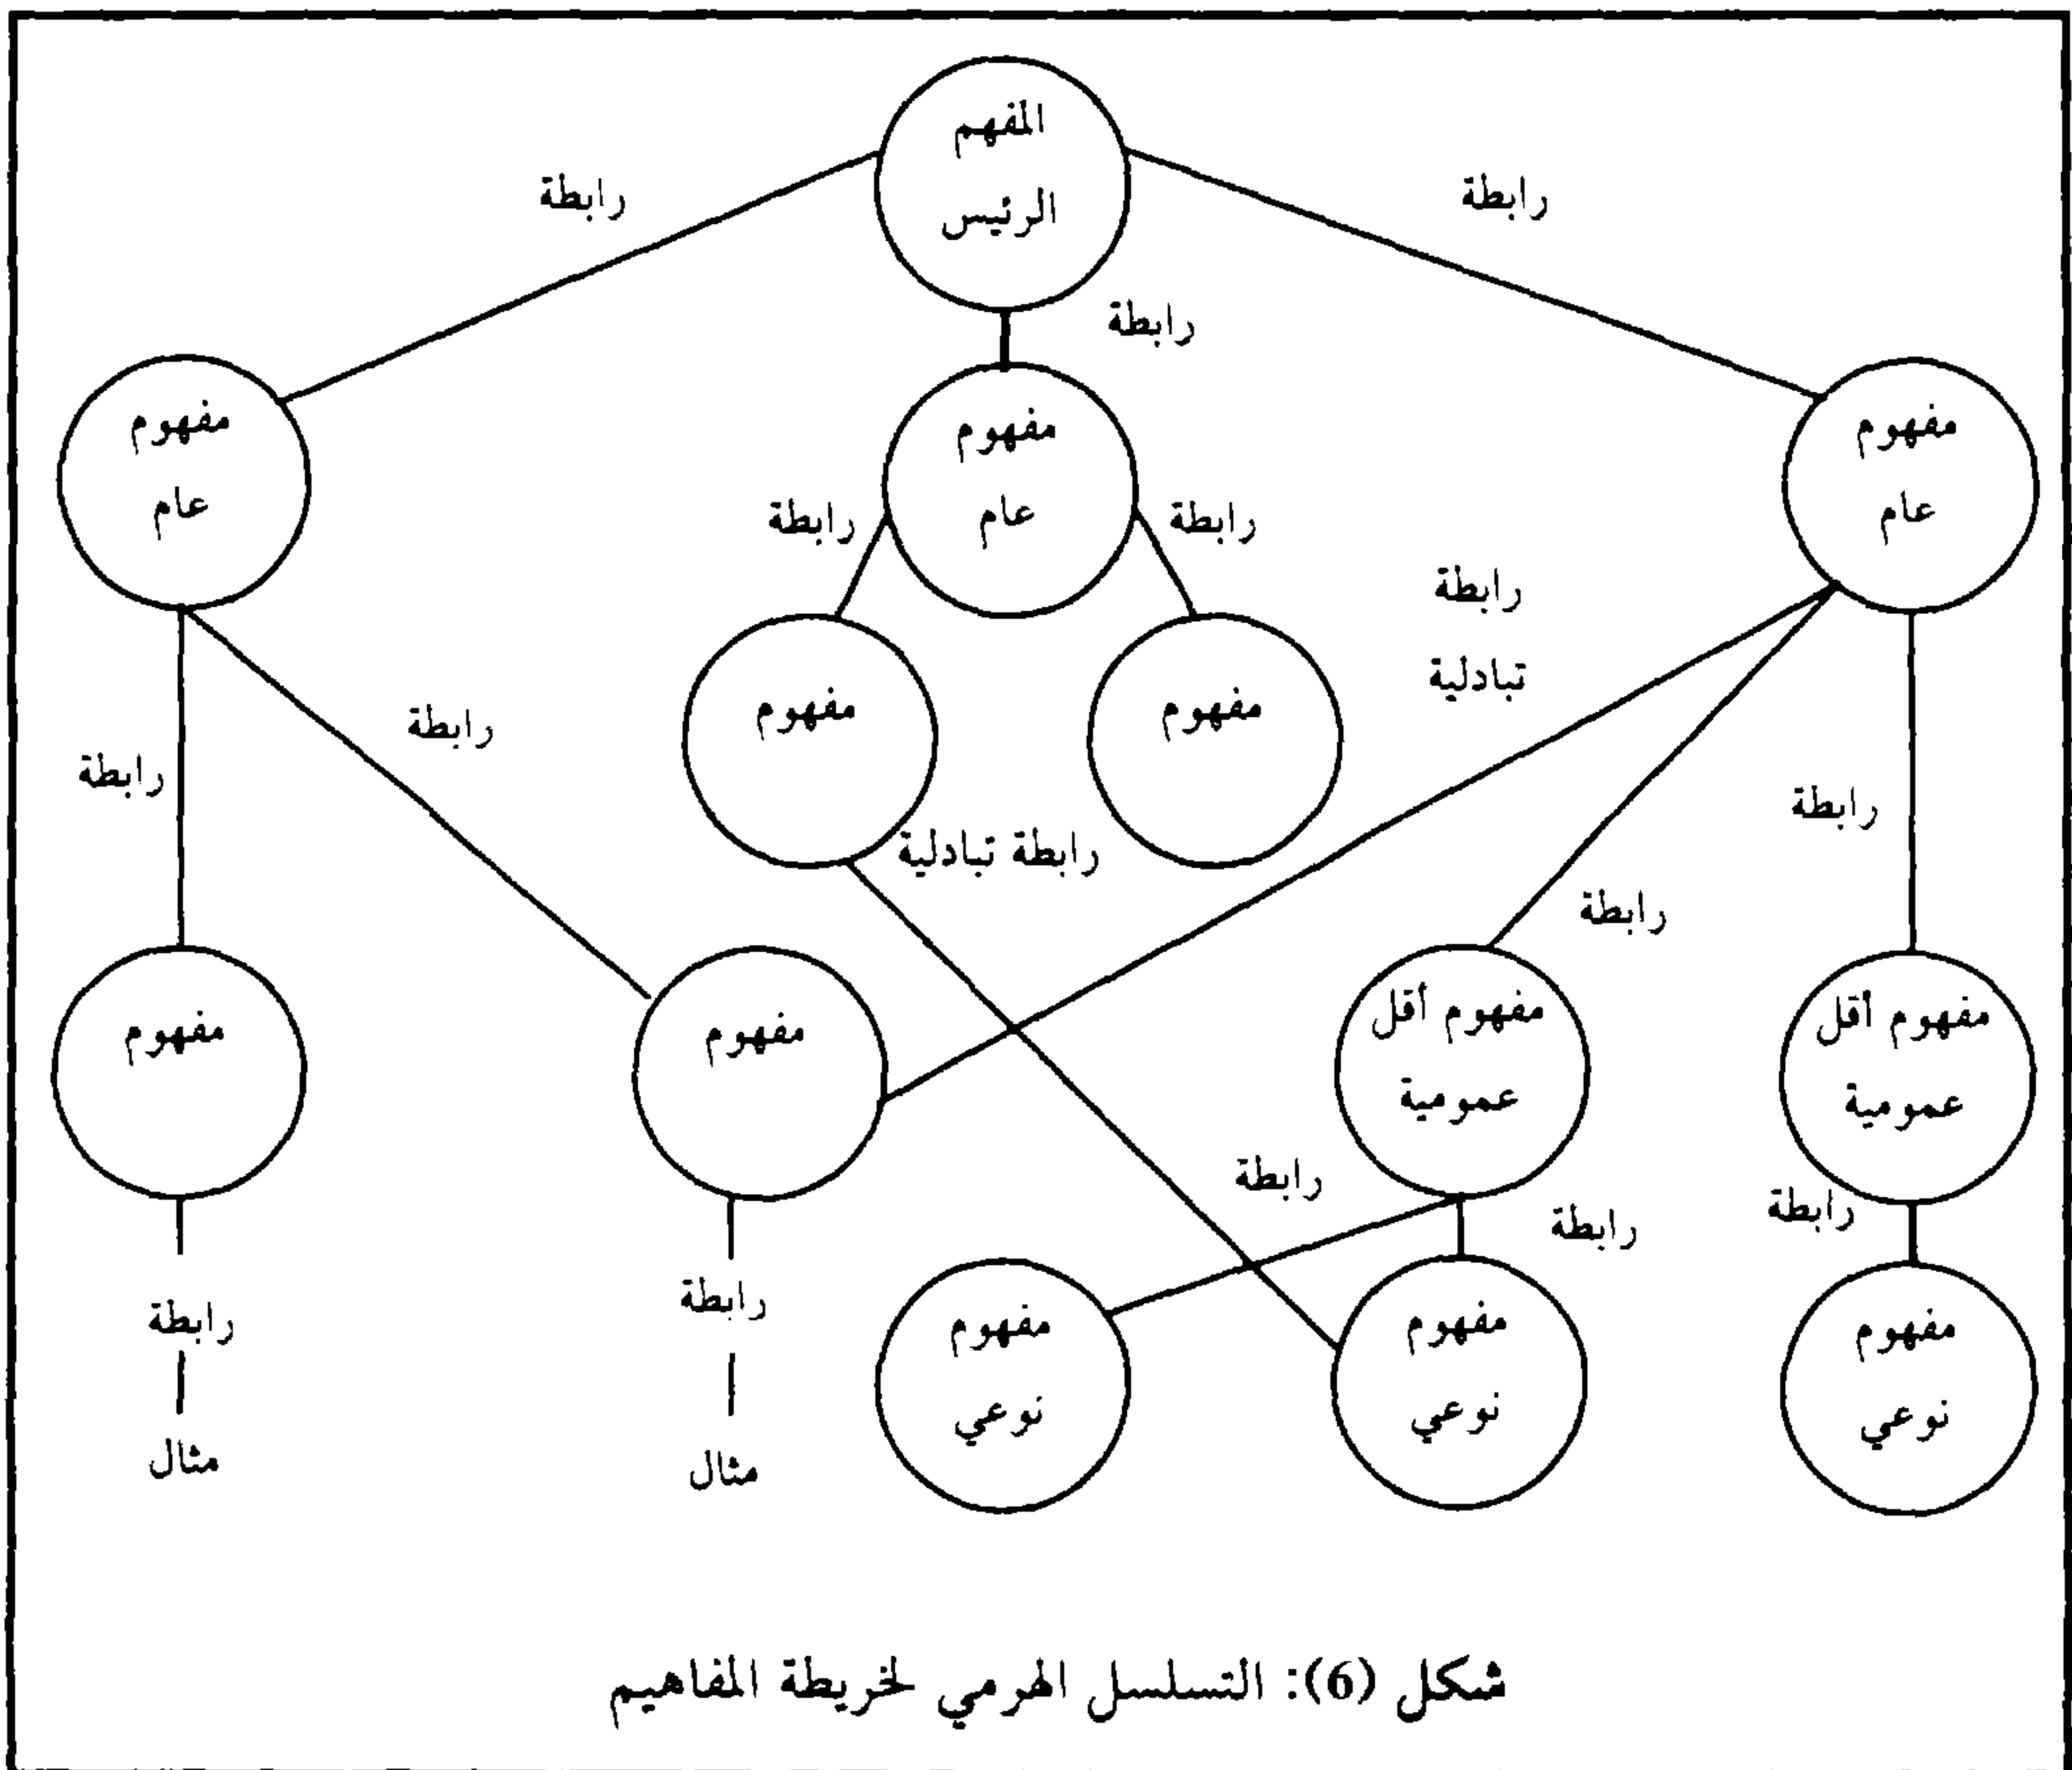 المفهم
الرئيس
رابطة
رابطة
رابطة
مفهوم
عام
مفهوم
عام
مفهوم
عام
رابطة
رابطة
رابطة
تبادلية
مفهوم
مفهوم
رابطة
رابطة
رابطة
رابطة تبادلية
رابطة
مفهوم أقل
عمومية
مفهوم أقل
عمومية
مفهوم
مفهوم
رابطة
رابطة
رابطة
رابطة
رابطة
مفهوم
نوعي
مفهوم
نوعي
مفهوم
نوعي
مثال
مثال
شكل (6): التسلسل الهرمي لخريطة المفاهيم